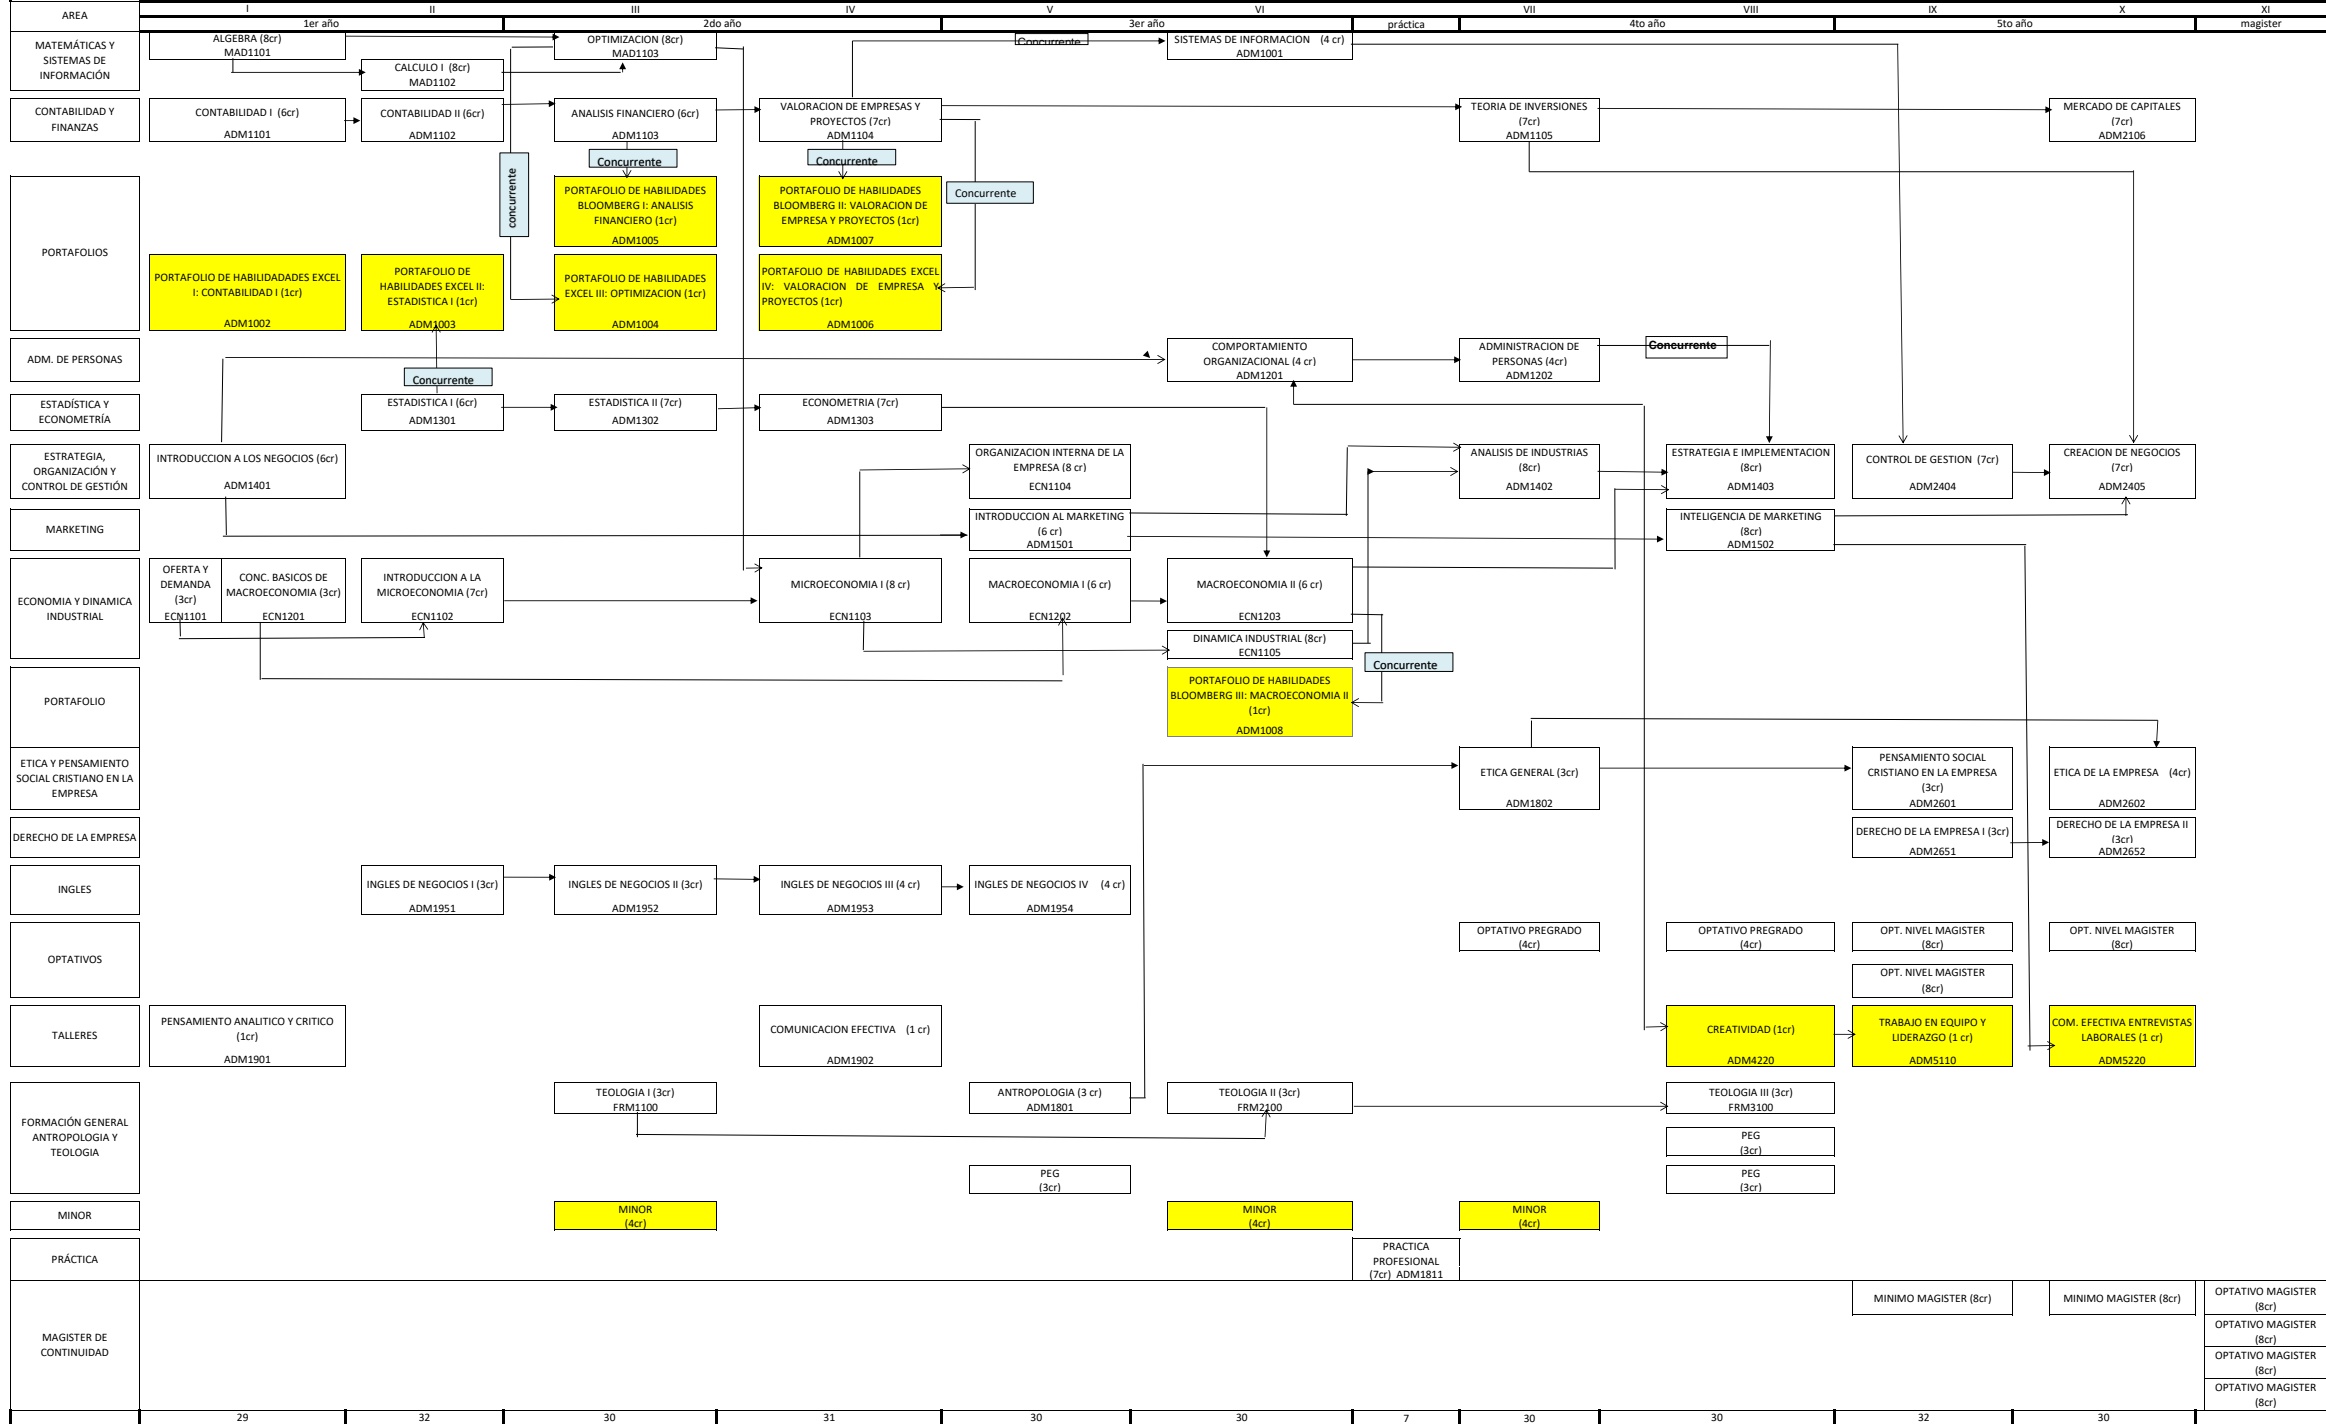 AREA
I
II
III
IV
V
VI
VII
VIII
IX
X
XI
1er año
2do año
3er año
práctica
4to año
5to año
magister
MATEMÁTICAS Y
SISTEMAS DE
INFORMACIÓN
ALGEBRA (8cr)
MAD1101
CALCULO I (8cr)
MAD1102
OPTIMIZACION (8cr)
MAD1103
Concurrente
SISTEMAS DE INFORMACION (4 cr)
ADM1001
CONTABILIDAD Y
FINANZAS
CONTABILIDAD I (6cr)
ADM1101
CONTABILIDAD II (6cr)
ADM1102
ANALISIS FINANCIERO (6cr)
ADM1103
VALORACION DE EMPRESAS Y
PROYECTOS (7cr)
ADM1104
TEORIA DE INVERSIONES
(7cr)
ADM1105
MERCADO DE CAPITALES
(7cr)
ADM2106
concurrente
Concurrente
Concurrente
Concurrente
PORTAFOLIOS
PORTAFOLIO DE HABILIDADES
BLOOMBERG I: ANALISIS
FINANCIERO (1cr)
ADM1005
PORTAFOLIO DE HABILIDADES
BLOOMBERG II: VALORACION DE
EMPRESA Y PROYECTOS (1cr)
ADM1007
PORTAFOLIO DE HABILIDADADES EXCEL
I: CONTABILIDAD I (1cr)
ADM1002
PORTAFOLIO DE
HABILIDADES EXCEL II:
ESTADISTICA I (1cr)
ADM1003
PORTAFOLIO DE HABILIDADES
EXCEL III: OPTIMIZACION (1cr)
ADM1004
PORTAFOLIO DE HABILIDADES EXCEL
IV: VALORACION DE EMPRESA Y
PROYECTOS (1cr)
ADM1006
ADM. DE PERSONAS
Concurrente
COMPORTAMIENTO
ORGANIZACIONAL (4 cr)
ADM1201
ADMINISTRACION DE
PERSONAS (4cr)
ADM1202
Concurrente
ESTADÍSTICA Y
ECONOMETRÍA
ESTADISTICA I (6cr)
ADM1301
ESTADISTICA II (7cr)
ADM1302
ECONOMETRIA (7cr)
ADM1303
ESTRATEGIA,
ORGANIZACIÓN Y
CONTROL DE GESTIÓN
INTRODUCCION A LOS NEGOCIOS (6cr)
ADM1401
ORGANIZACION INTERNA DE LA
EMPRESA (8 cr)
ECN1104
ANALISIS DE INDUSTRIAS
(8cr)
ADM1402
ESTRATEGIA E IMPLEMENTACION
(8cr)
ADM1403
CONTROL DE GESTION (7cr)
ADM2404
CREACION DE NEGOCIOS
(7cr)
ADM2405
MARKETING
INTRODUCCION AL MARKETING
(6 cr)
ADM1501
INTELIGENCIA DE MARKETING
(8cr)
ADM1502
ECONOMIA Y DINAMICA
INDUSTRIAL
OFERTA Y
DEMANDA
(3cr)
ECN1101
CONC. BASICOS DE
MACROECONOMIA (3cr)
ECN1201
INTRODUCCION A LA
MICROECONOMIA (7cr)
ECN1102
MICROECONOMIA I (8 cr)
ECN1103
MACROECONOMIA I (6 cr)
ECN1202
MACROECONOMIA II (6 cr)
ECN1203
DINAMICA INDUSTRIAL (8cr)
ECN1105
Concurrente
PORTAFOLIO
PORTAFOLIO DE HABILIDADES
BLOOMBERG III: MACROECONOMIA II
(1cr)
ADM1008
ETICA Y PENSAMIENTO
SOCIAL CRISTIANO EN LA
EMPRESA
ETICA GENERAL (3cr)
ADM1802
PENSAMIENTO SOCIAL
CRISTIANO EN LA EMPRESA
(3cr)
ADM2601
ETICA DE LA EMPRESA (4cr)
ADM2602
DERECHO DE LA EMPRESA
DERECHO DE LA EMPRESA I (3cr)
ADM2651
DERECHO DE LA EMPRESA II
(3cr)
ADM2652
INGLES
INGLES DE NEGOCIOS I (3cr)
ADM1951
INGLES DE NEGOCIOS II (3cr)
ADM1952
INGLES DE NEGOCIOS III (4 cr)
ADM1953
INGLES DE NEGOCIOS IV (4 cr)
ADM1954
OPTATIVOS
OPTATIVO PREGRADO
(4cr)
OPTATIVO PREGRADO
(4cr)
OPT. NIVEL MAGISTER
(8cr)
OPT. NIVEL MAGISTER
(8cr)
OPT. NIVEL MAGISTER
(8cr)
TALLERES
PENSAMIENTO ANALITICO Y CRITICO
(1cr)
ADM1901
COMUNICACION EFECTIVA (1 cr)
ADM1902
CREATIVIDAD (1cr)
ADM4220
TRABAJO EN EQUIPO Y
LIDERAZGO (1 cr)
ADM5110
COM. EFECTIVA ENTREVISTAS
LABORALES (1 cr)
ADM5220
FORMACIÓN GENERAL
ANTROPOLOGIA Y
TEOLOGIA
TEOLOGIA I (3cr)
FRM1100
ANTROPOLOGIA (3 cr)
ADM1801
TEOLOGIA II (3cr)
FRM2100
TEOLOGIA III (3cr)
FRM3100
PEG
(3cr)
PEG
(3cr)
PEG
(3cr)
MINOR
MINOR
(4cr)
MINOR
(4cr)
MINOR
(4cr)
PRÁCTICA
PRACTICA
PROFESIONAL
(7cr) ADM1811
MAGISTER DE
CONTINUIDAD
MINIMO MAGISTER (8cr)
MINIMO MAGISTER (8cr)
OPTATIVO MAGISTER
(8cr)
OPTATIVO MAGISTER
(8cr)
OPTATIVO MAGISTER
(8cr)
OPTATIVO MAGISTER
(8cr)
29
32
30
31
30
30
7
30
30
32
30